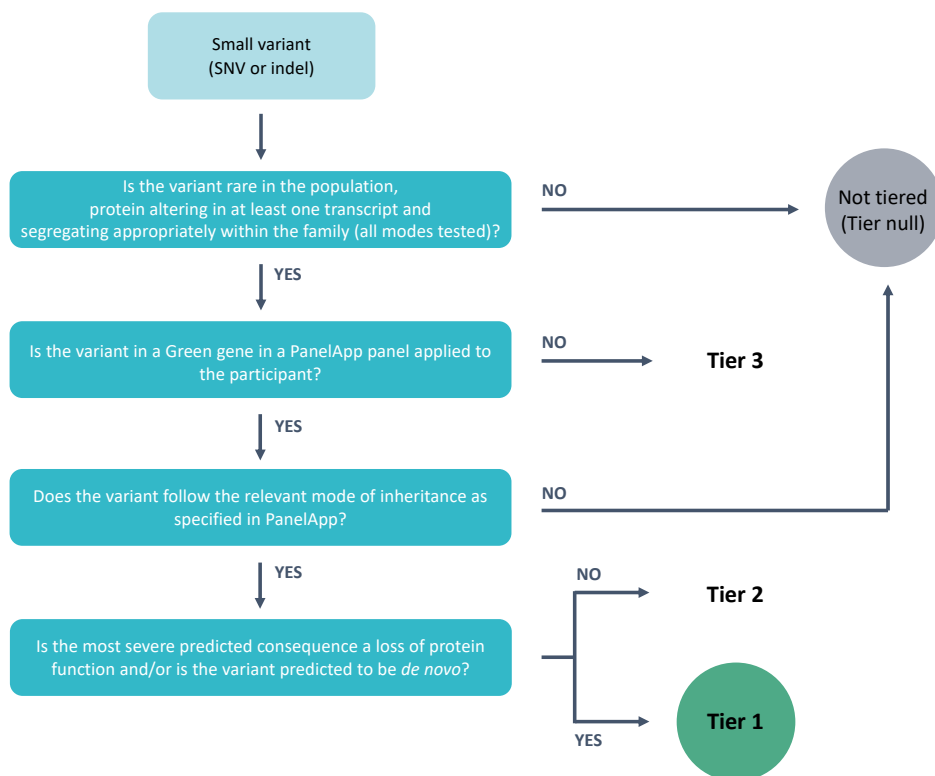 Small variant
(SNV or indel)
Is the variant rare in the population,
protein altering in at least one transcript and
segregating appropriately within the family (all modes tested)?
NO
Not tiered
(Tier null)
YES
Is the variant in a Green gene in a PanelApp panel applied to
the participant?
NO
Tier 3
YES
Does the variant follow the relevant mode of inheritance as
specified in PanelApp?
NO
YES
Is the most severe predicted consequence a loss of protein
function and/or is the variant predicted to be de novo?
NO
Tier 2
YES
Tier 1